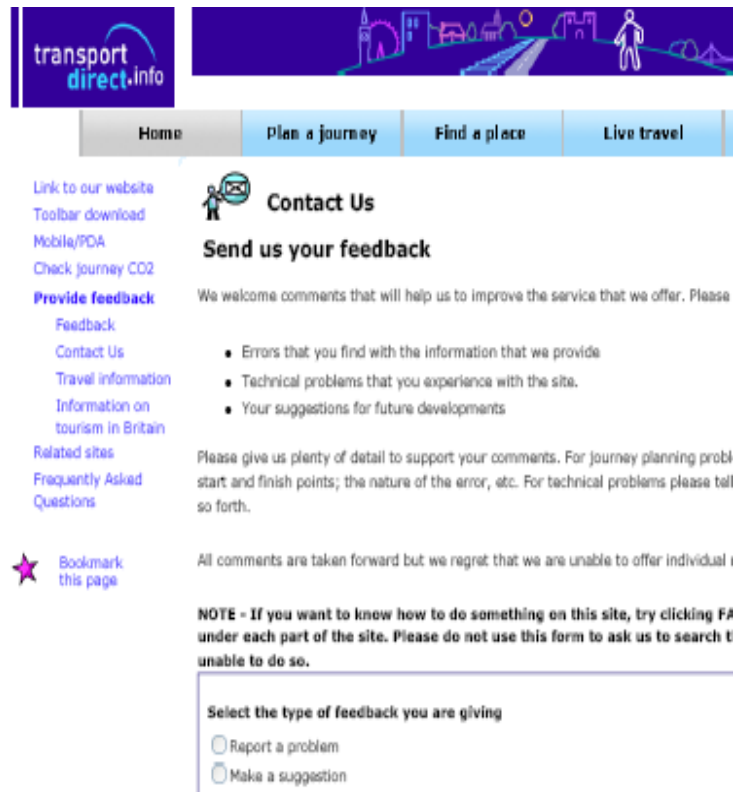 transport
direct.info
Home
Plan a journey
Find a place
Live travel
Link to our website
Toolbar download
Mobile/PDA
Check journey CO2
Provide feedback
Feedback
Contact Us
Travel information
Information on
tourism in Britain
Related sites
Frequently Asked
Questions
Bookmark
this page
Contact Us
Send us your feedback
We welcome comments that will help us to improve the service that we offer. Please
Errors that you find with the information that we provide
Technical problems that you experience with the site.
Your suggestions for future developments
Please give us plenty of detail to support your comments. For journey planning probl
start and finish points; the nature of the error, etc. For technical problems please tell
so forth.
All comments are taken forward but we regret that we are unable to offer individual
NOTE - If you want to know how to do something on this site, try clicking FA
under each part of the site. Please do not use this form to ask us to search t
unable to do so.
Select the type of feedback you are giving
Report a problem
Make a suggestion